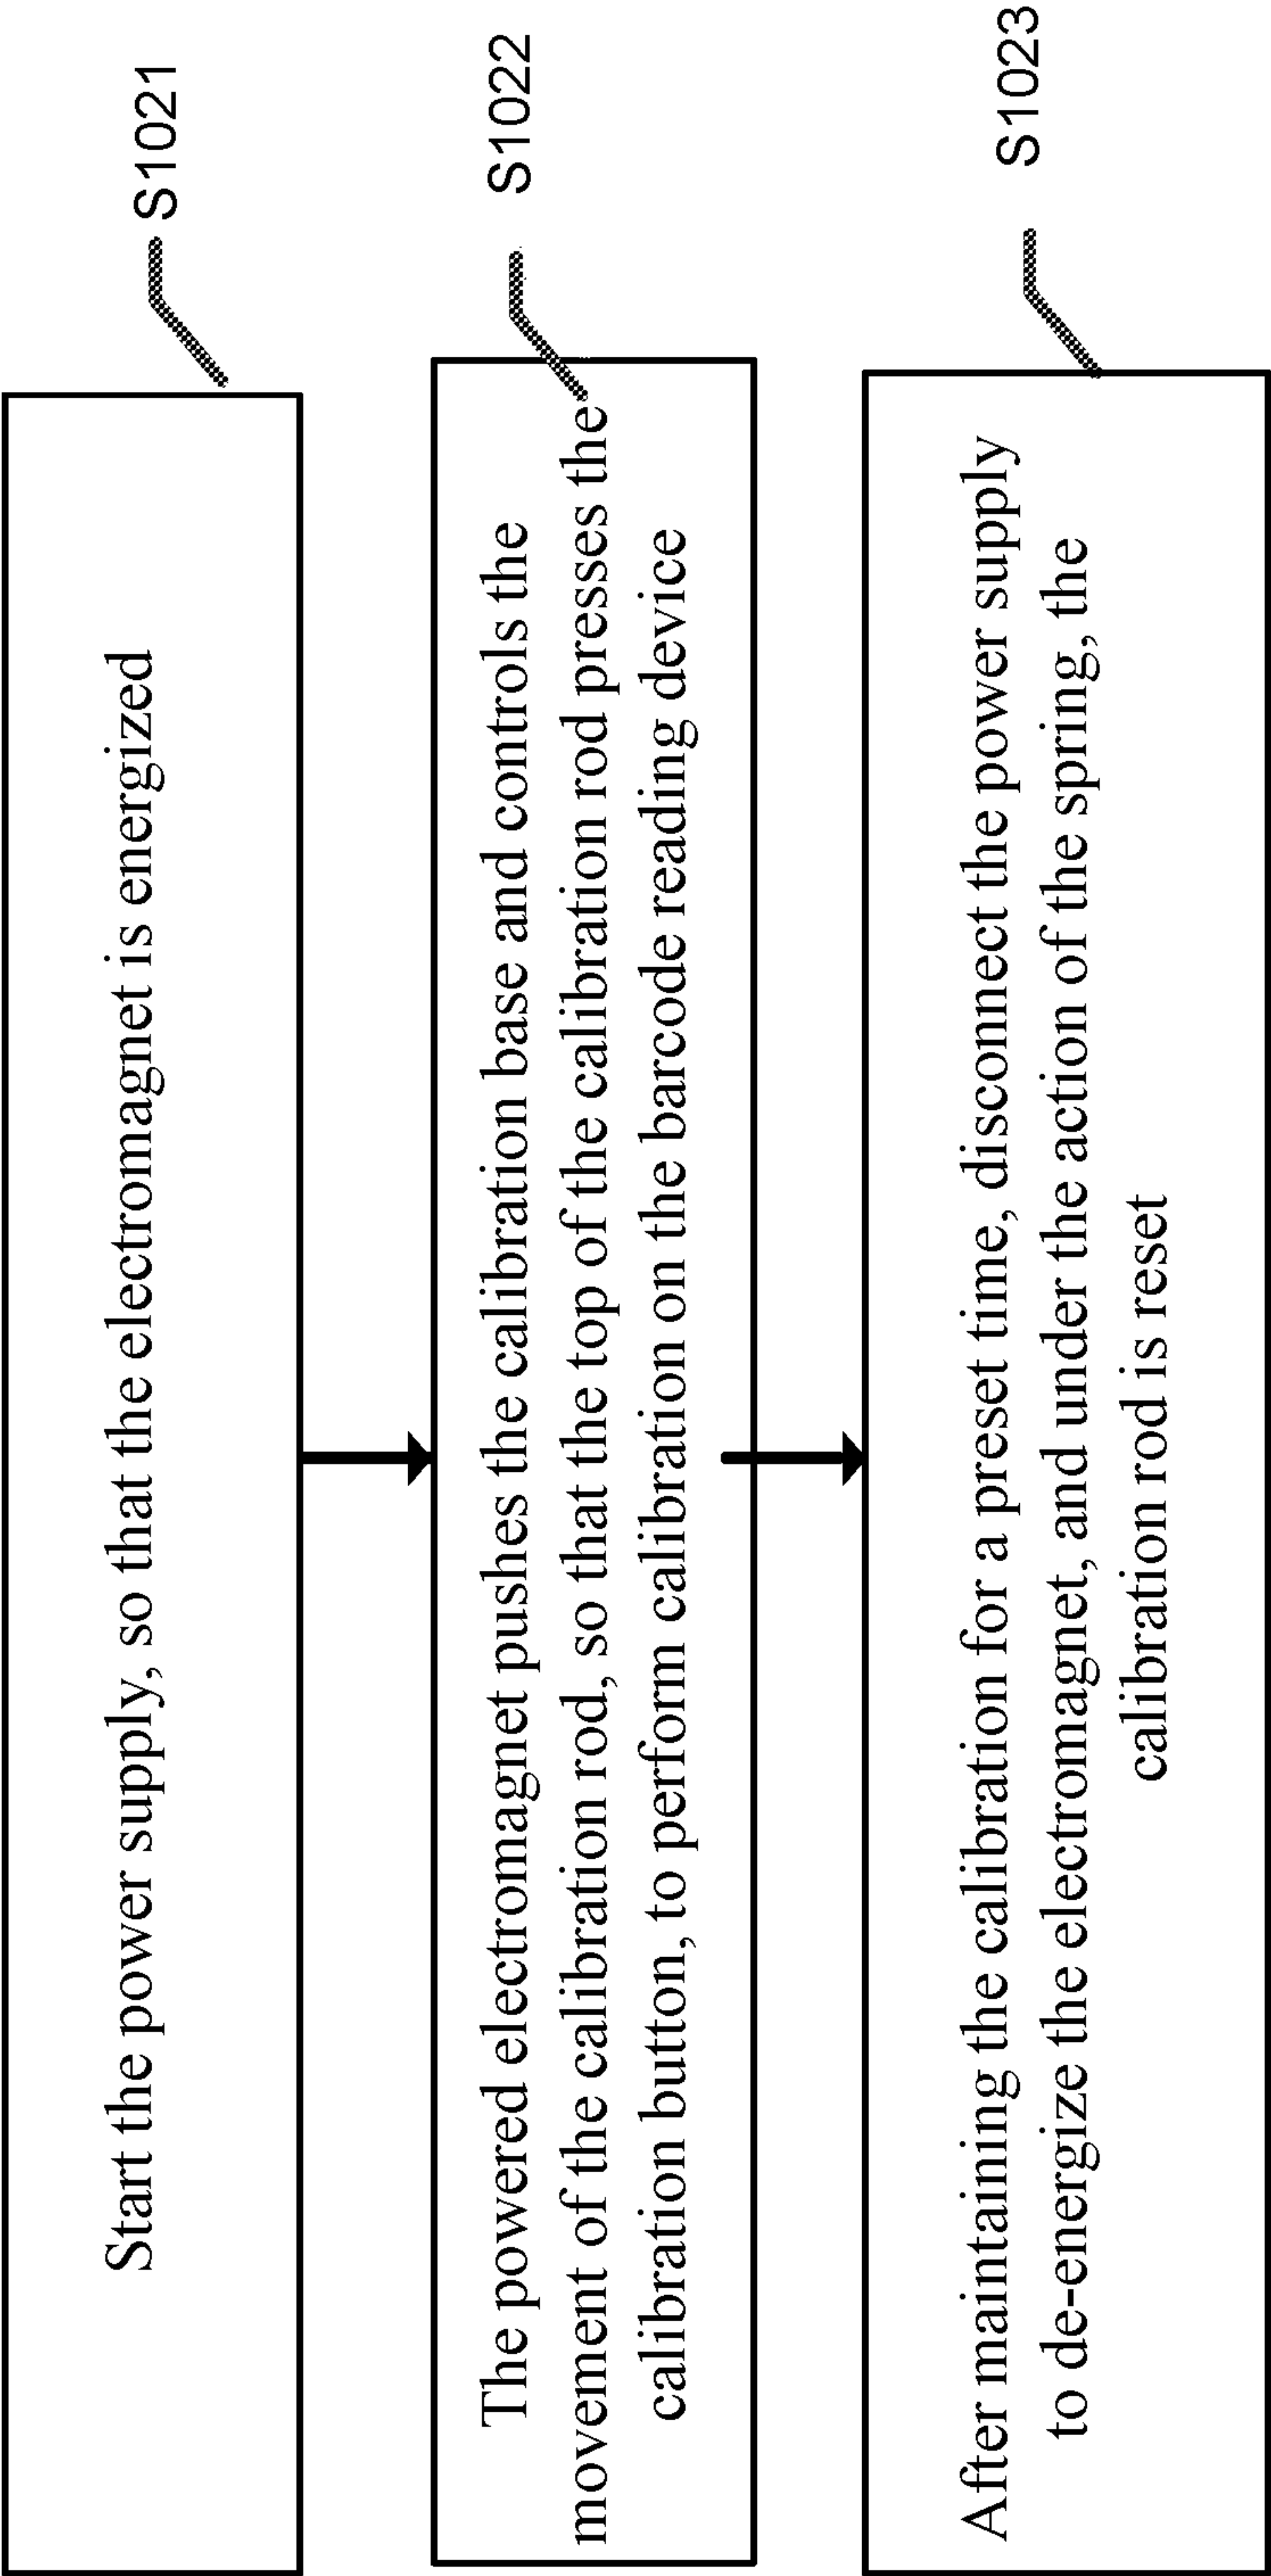 Start the power supply, so that the electromagnet is energized
S1021
The powered electromagnet pushes the calibration base and controls the
movement of the calibration rod, so that the top of the calibration rod presses the
calibration button, to perform calibration on the barcode reading device
S1022
After maintaining the calibration for a preset time, disconnect the power supply
to de-energize the electromagnet, and under the action of the spring, the
calibration rod is reset
S1023